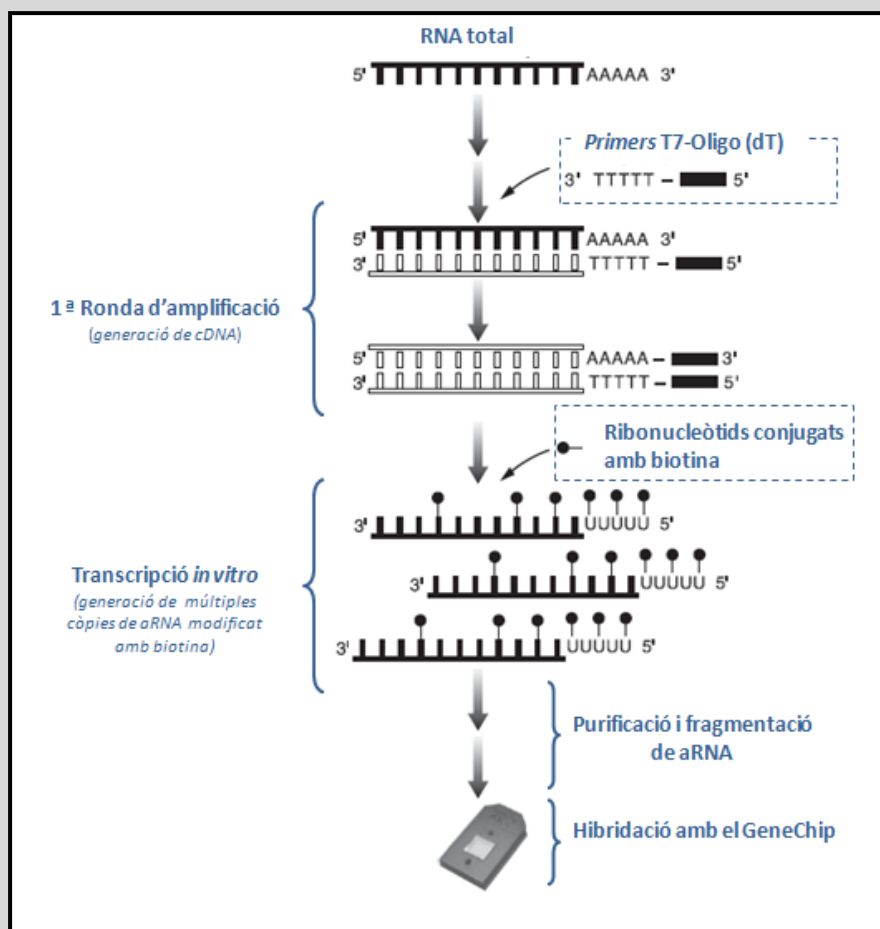 RNA total
5' AAAAA 3'
Primers T7-Oligo (dT)
3' TTTTT – 5'
5' AAAAA 3'
3' TTTTT – 5'
1ª Ronda d'amplificació
(generació de cDNA)
5' AAAAA – 3'
3' TTTTT – 5'
Ribonucleòtids conjugats
amb biotina
3' UUUUU 5'
Transcripció in vitro
(generació de múltiples
còpies de aRNA modificat
amb biotina)
3' UUUUU 5'
3' UUUUU 5'
Purificació i fragmentació
de aRNA
Hibridació amb el GeneChip